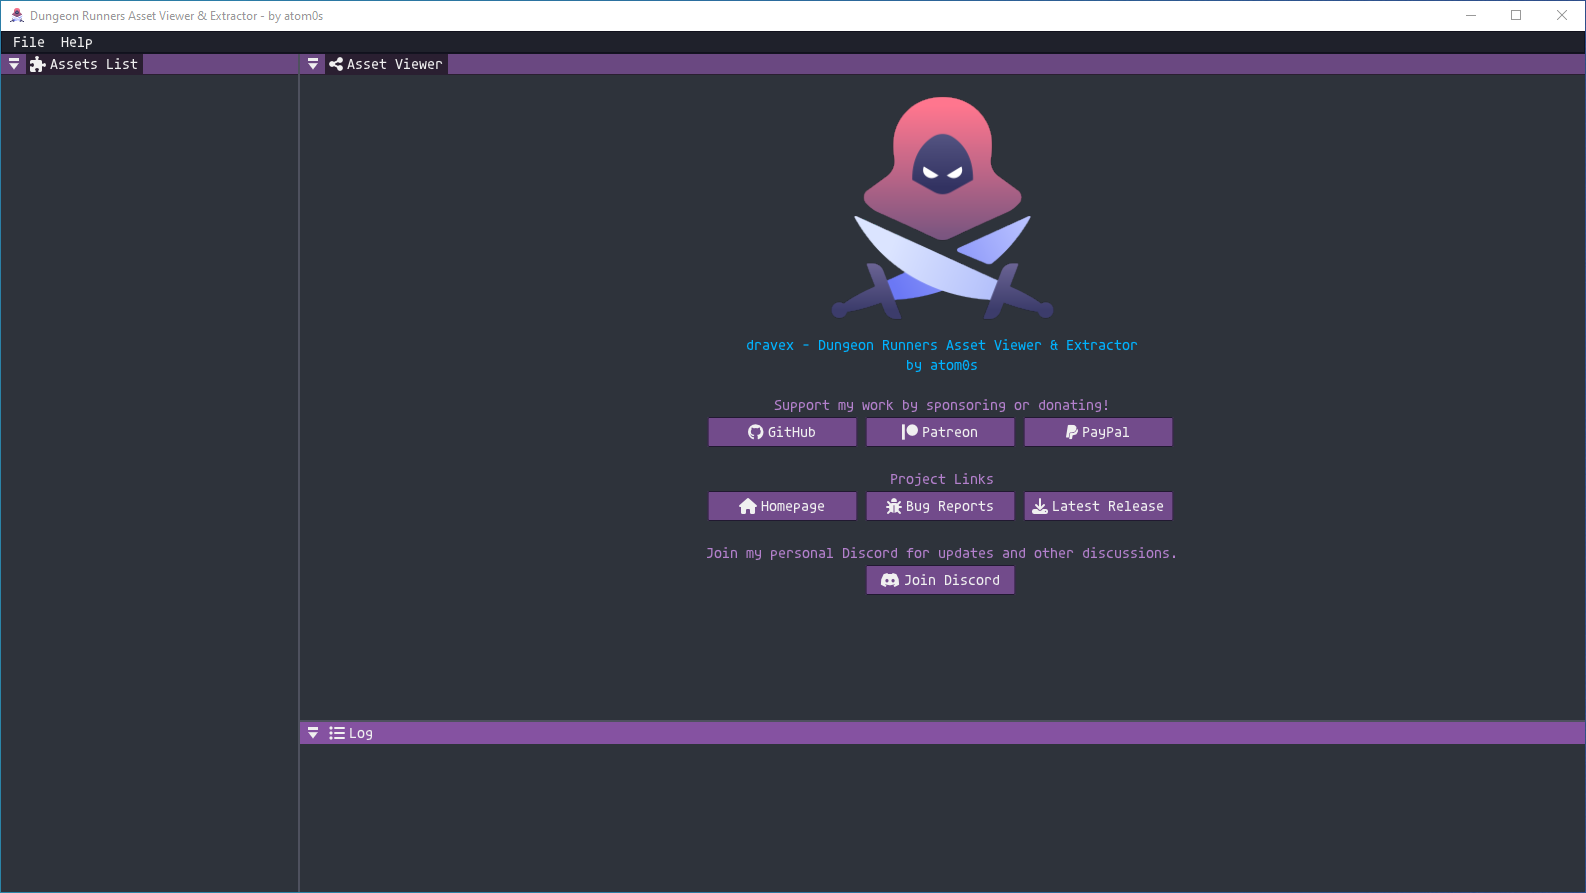 Dungeon Runners Asset Viewer & Extractor - by atom0s
File Help
Assets List
Asset Viewer
dravex - Dungeon Runners Asset Viewer & Extractor
by atom0s
Support my work by sponsoring or donating!
GitHub Patreon PayPal
Project Links
Homepage Bug Reports Latest Release
Join my personal Discord for updates and other discussions.
Join Discord
Log